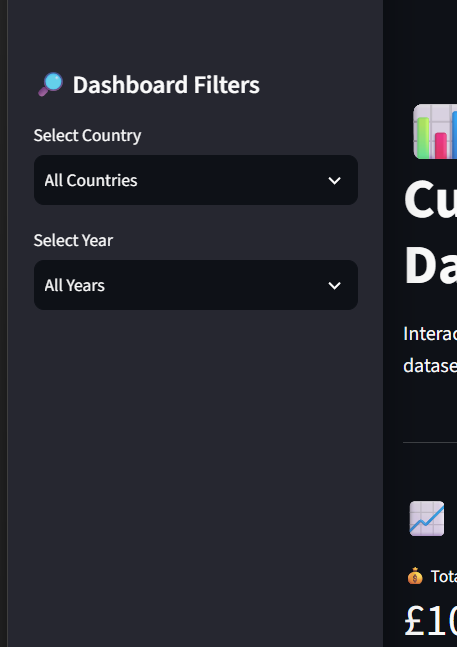 Dashboard Filters
Select Country
All Countries
Select Year
All Years
Cu
Da
Interac
datase
Tota
£10